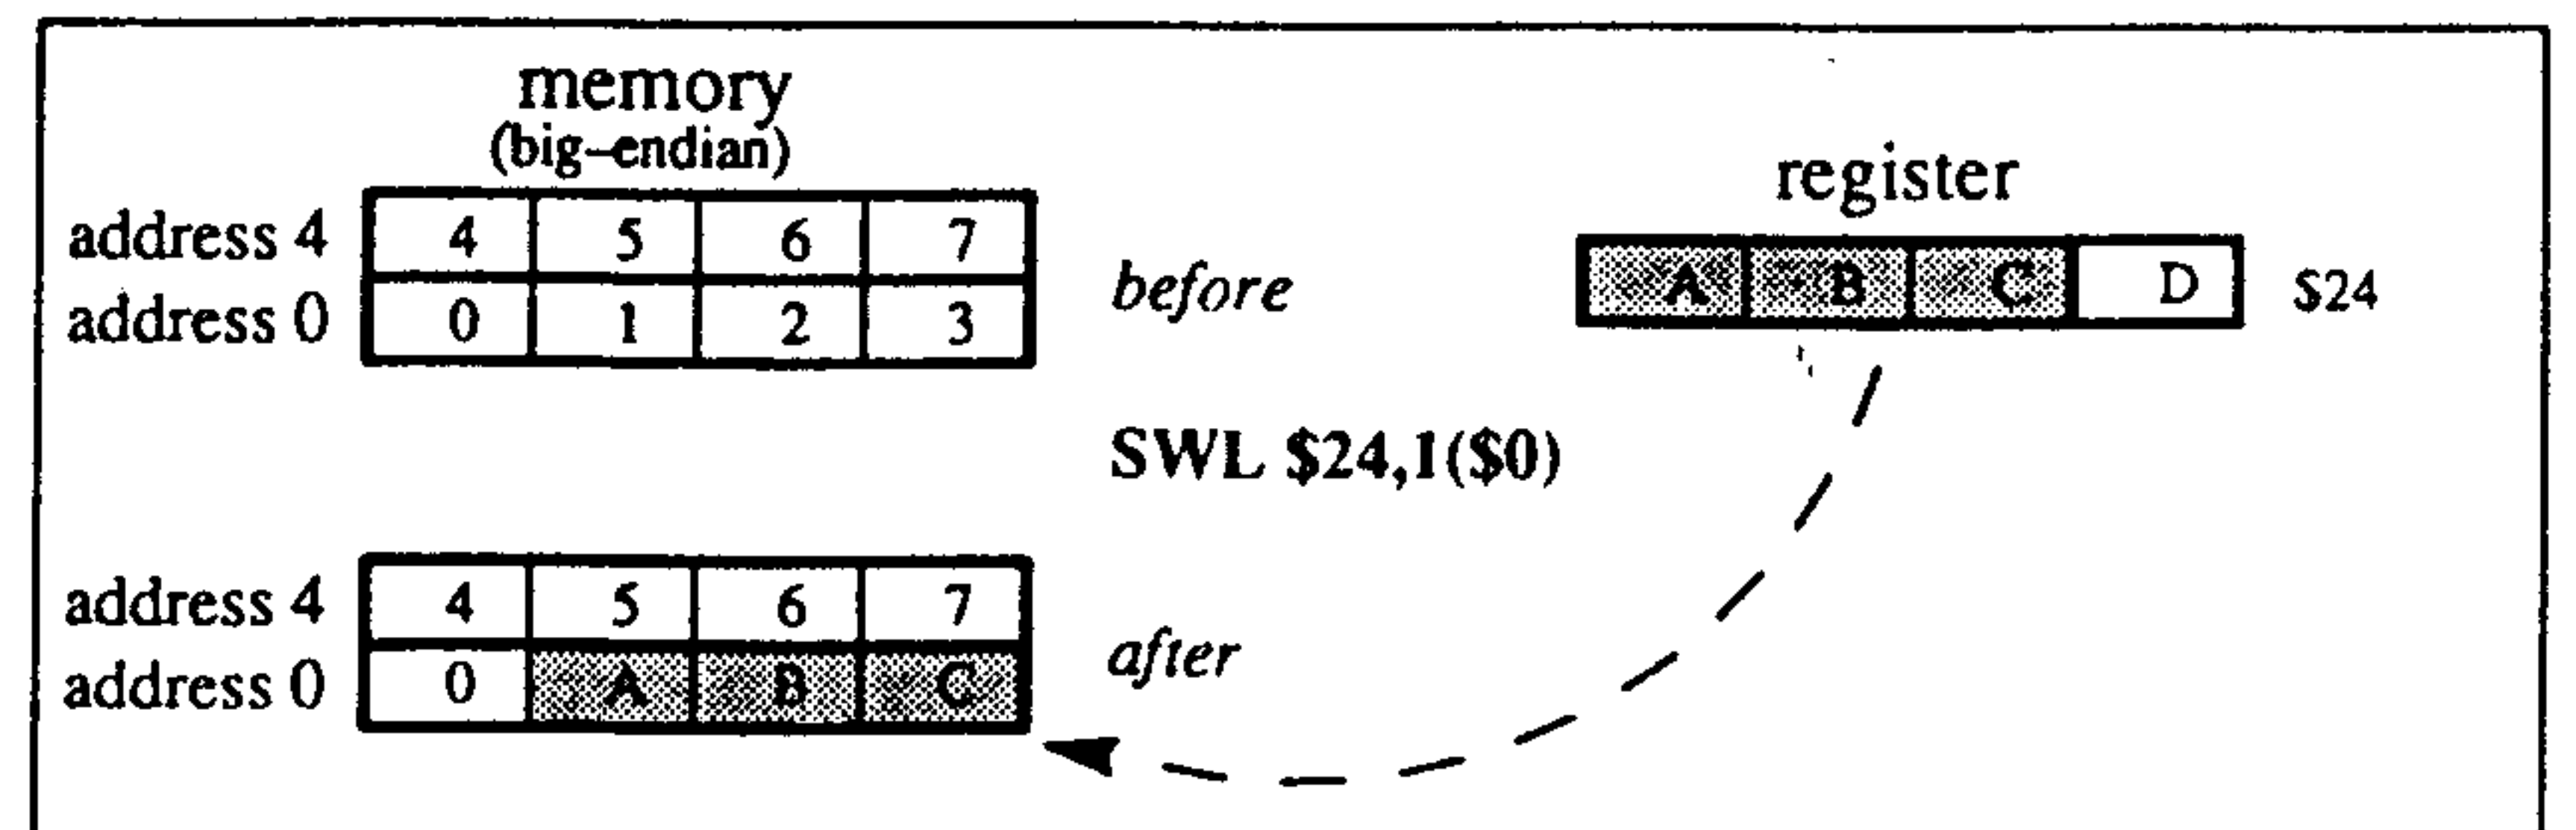 memory
(big-endian)
register
address 4 4 5 6 7
address 0 0 1 2 3
before
A B C D $24
SWL $24,1($0)
address 4 4 5 6 7
address 0 0 A B C
after